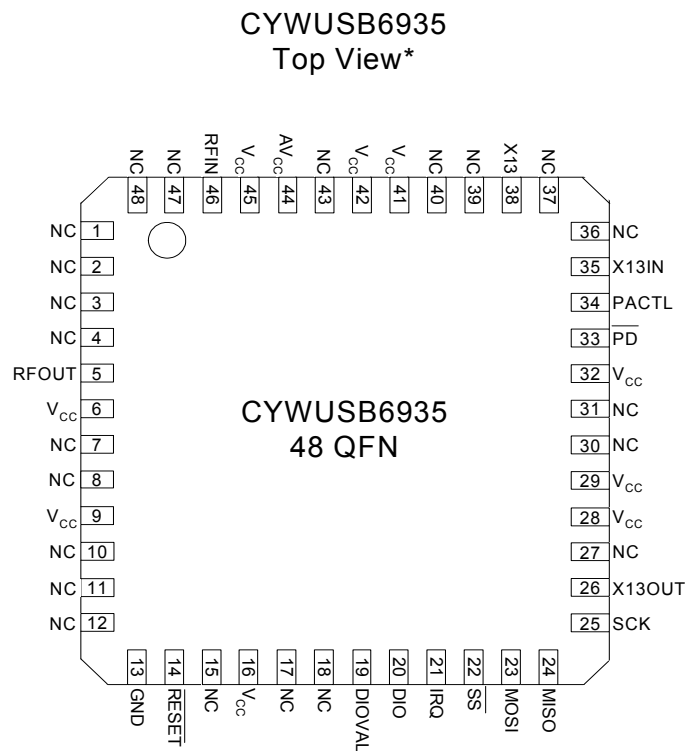 CYWUSB6935
Top View*
NC 48
NC 47
RFIN 46
VCC 45
AVCC 44
NC 43
VCC 42
VCC 41
NC 40
NC 39
X13 38
NC 37
NC 1
NC 2
NC 3
NC 4
RFOUT 5
VCC 6
NC 7
NC 8
VCC 9
NC 10
NC 11
NC 12
CYWUSB6935
48 QFN
36 NC
35 X13IN
34 PACTL
33 PD
32 VCC
31 NC
30 NC
29 VCC
28 VCC
27 NC
26 X13OUT
25 SCK
13 GND
14 RESET
15 NC
16 VCC
17 NC
18 NC
19 DIOVAL
20 DIO
21 IRQ
22 SS
23 MOSI
24 MISO